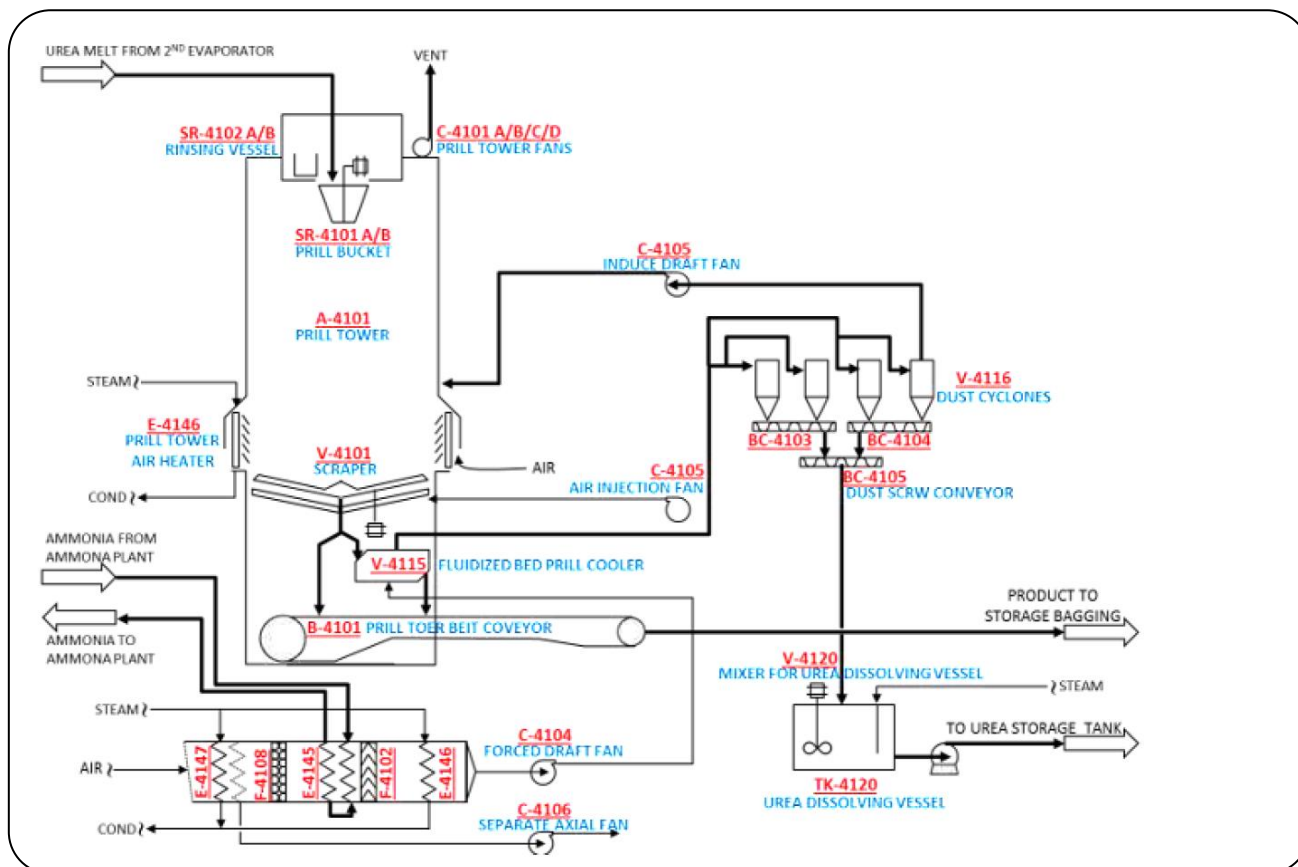 UREA MELT FROM 2ND EVAPORATOR
VENT
SR-4102 A/B
RINSING VESSEL
C-4101 A/B/C/D
PRILL TOWER FANS
SR-4101 A/B
PRILL BUCKET
C-4105
INDUCE DRAFT FAN
A-4101
PRILL TOWER
STEAM
V-4116
DUST CYCLONES
E-4146
PRILL TOWER
AIR HEATER
V-4101
SCRAPER
BC-4103
BC-4104
AIR
C-4105
AIR INJECTION FAN
BC-4105
DUST SCRW CONVEYOR
COND
AMMONIA FROM
AMMONA PLANT
V-4115
FLUIDIZED BED PRILL COOLER
AMMONIA TO
AMMONA PLANT
B-4101 PRILL TOER BEIT COVEYOR
PRODUCT TO
STORAGE BAGGING
V-4120
MIXER FOR UREA DISSOLVING VESSEL
STEAM
STEAM
C-4104
FORCED DRAFT FAN
TO UREA STORAGE TANK
AIR
E-4147
F-4108
E-4145
F-4102
E-4146
TK-4120
UREA DISSOLVING VESSEL
C-4106
SEPARATE AXIAL FAN
COND